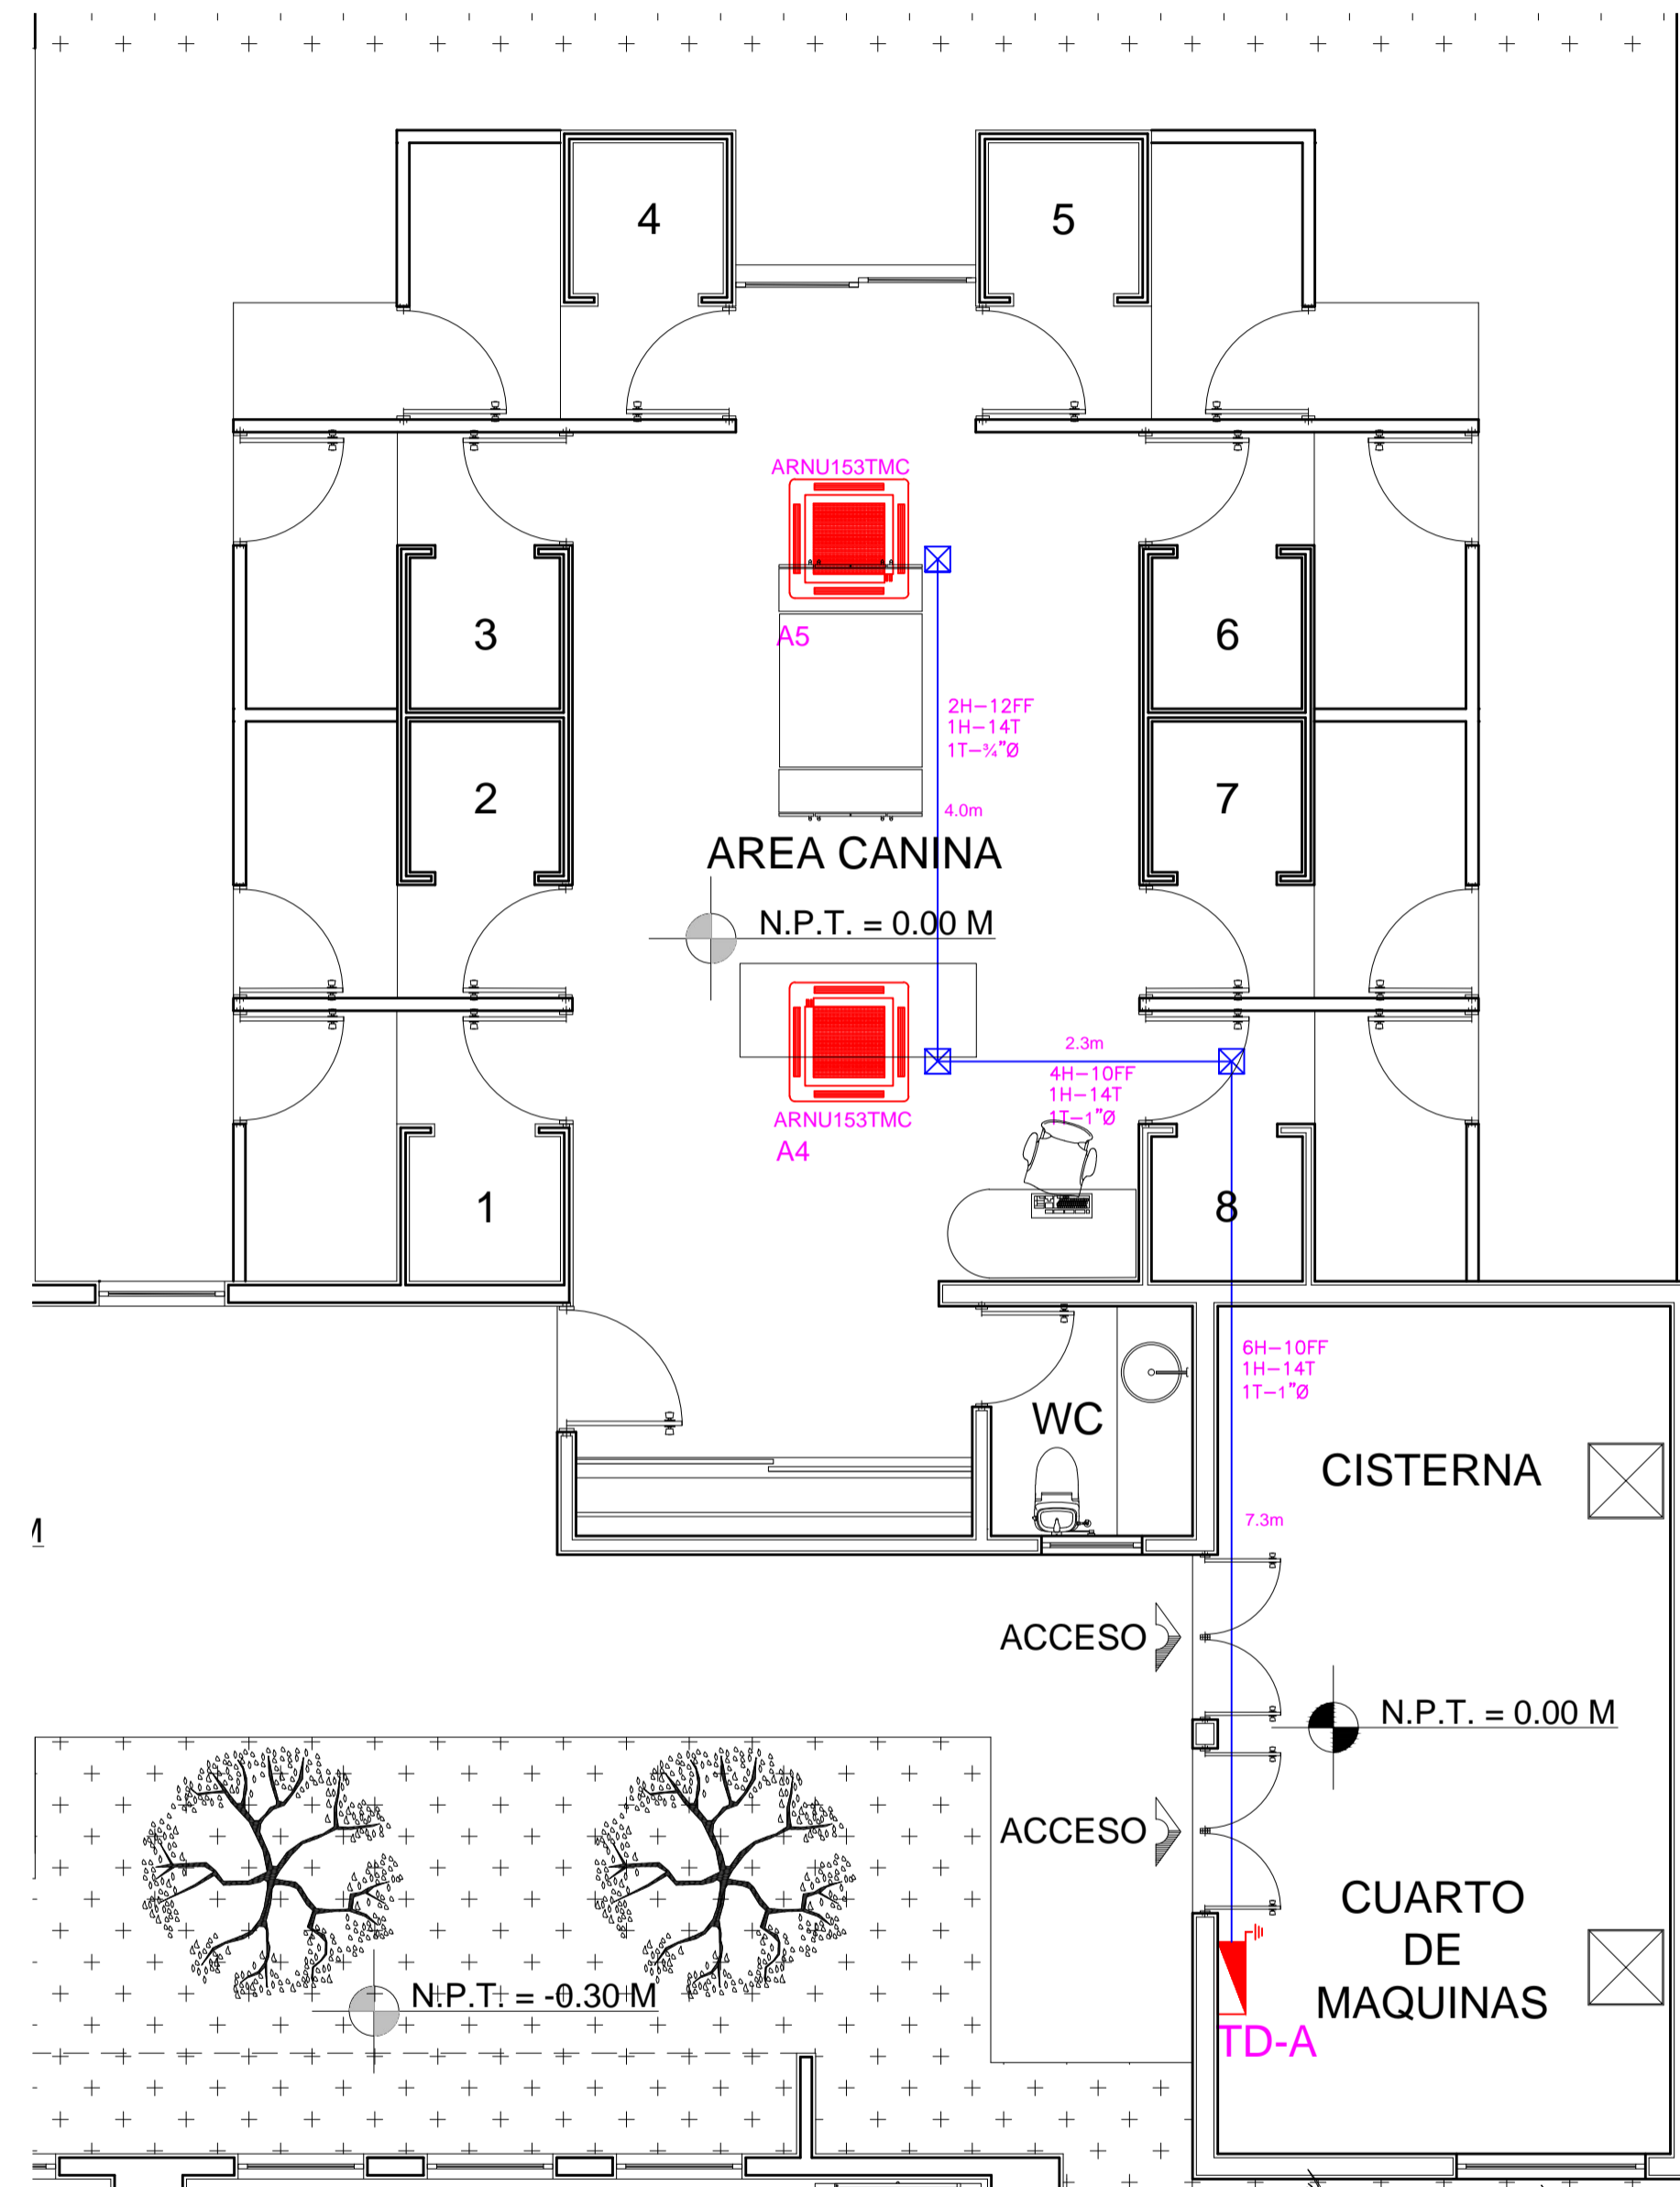 4
5
ARNU153TMC
A5
3
6
2H-12FF
1H-14T
1T-¾"Ø
2
7
4.0m
AREA CANINA
N.P.T. = 0.00 M
2.3m
4H-10FF
1H-14T
1T-1"Ø
ARNU153TMC
A4
1
8
6H-10FF
1H-14T
1T-1"Ø
WC
CISTERNA
7.3m
M
ACCESO
N.P.T. = 0.00 M
ACCESO
CUARTO
DE
MAQUINAS
N.P.T. = -0.30 M
TD-A